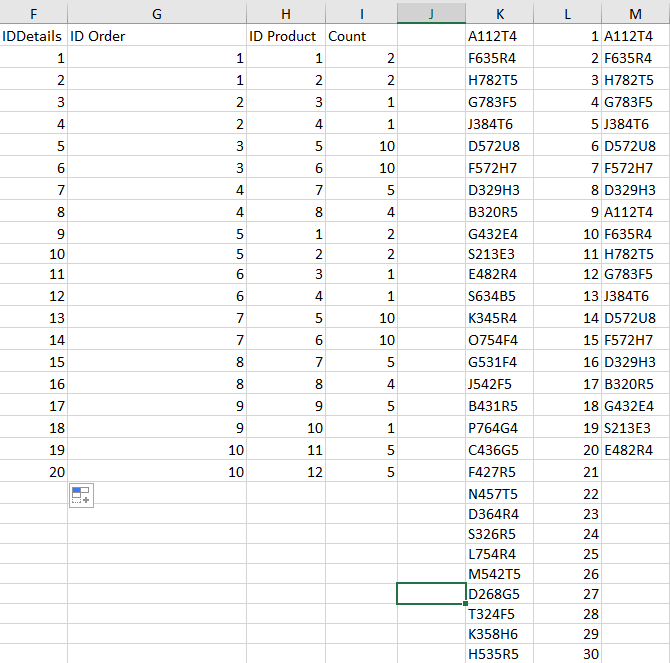 F G H I J K L M
IDDetails ID Order ID Product Count A112T4 1 A112T4
1 1 1 2 F635R4 2 F635R4
2 1 2 2 H782T5 3 H782T5
3 2 3 1 G783F5 4 G783F5
4 2 4 1 J384T6 5 J384T6
5 3 5 10 D572U8 6 D572U8
6 3 6 10 F572H7 7 F572H7
7 4 7 5 D329H3 8 D329H3
8 4 8 4 B320R5 9 A112T4
9 5 1 2 G432E4 10 F635R4
10 5 2 2 S213E3 11 H782T5
11 6 3 1 E482R4 12 G783F5
12 6 4 1 S634B5 13 J384T6
13 7 5 10 K345R4 14 D572U8
14 7 6 10 O754F4 15 F572H7
15 8 7 5 G531F4 16 D329H3
16 8 8 4 J542F5 17 B320R5
17 9 9 5 B431R5 18 G432E4
18 9 10 1 P764G4 19 S213E3
19 10 11 5 C436G5 20 E482R4
20 10 12 5 F427R5 21
N457T5 22
D364R4 23
S326R5 24
L754R4 25
M542T5 26
D268G5 27
T324F5 28
K358H6 29
H535R5 30